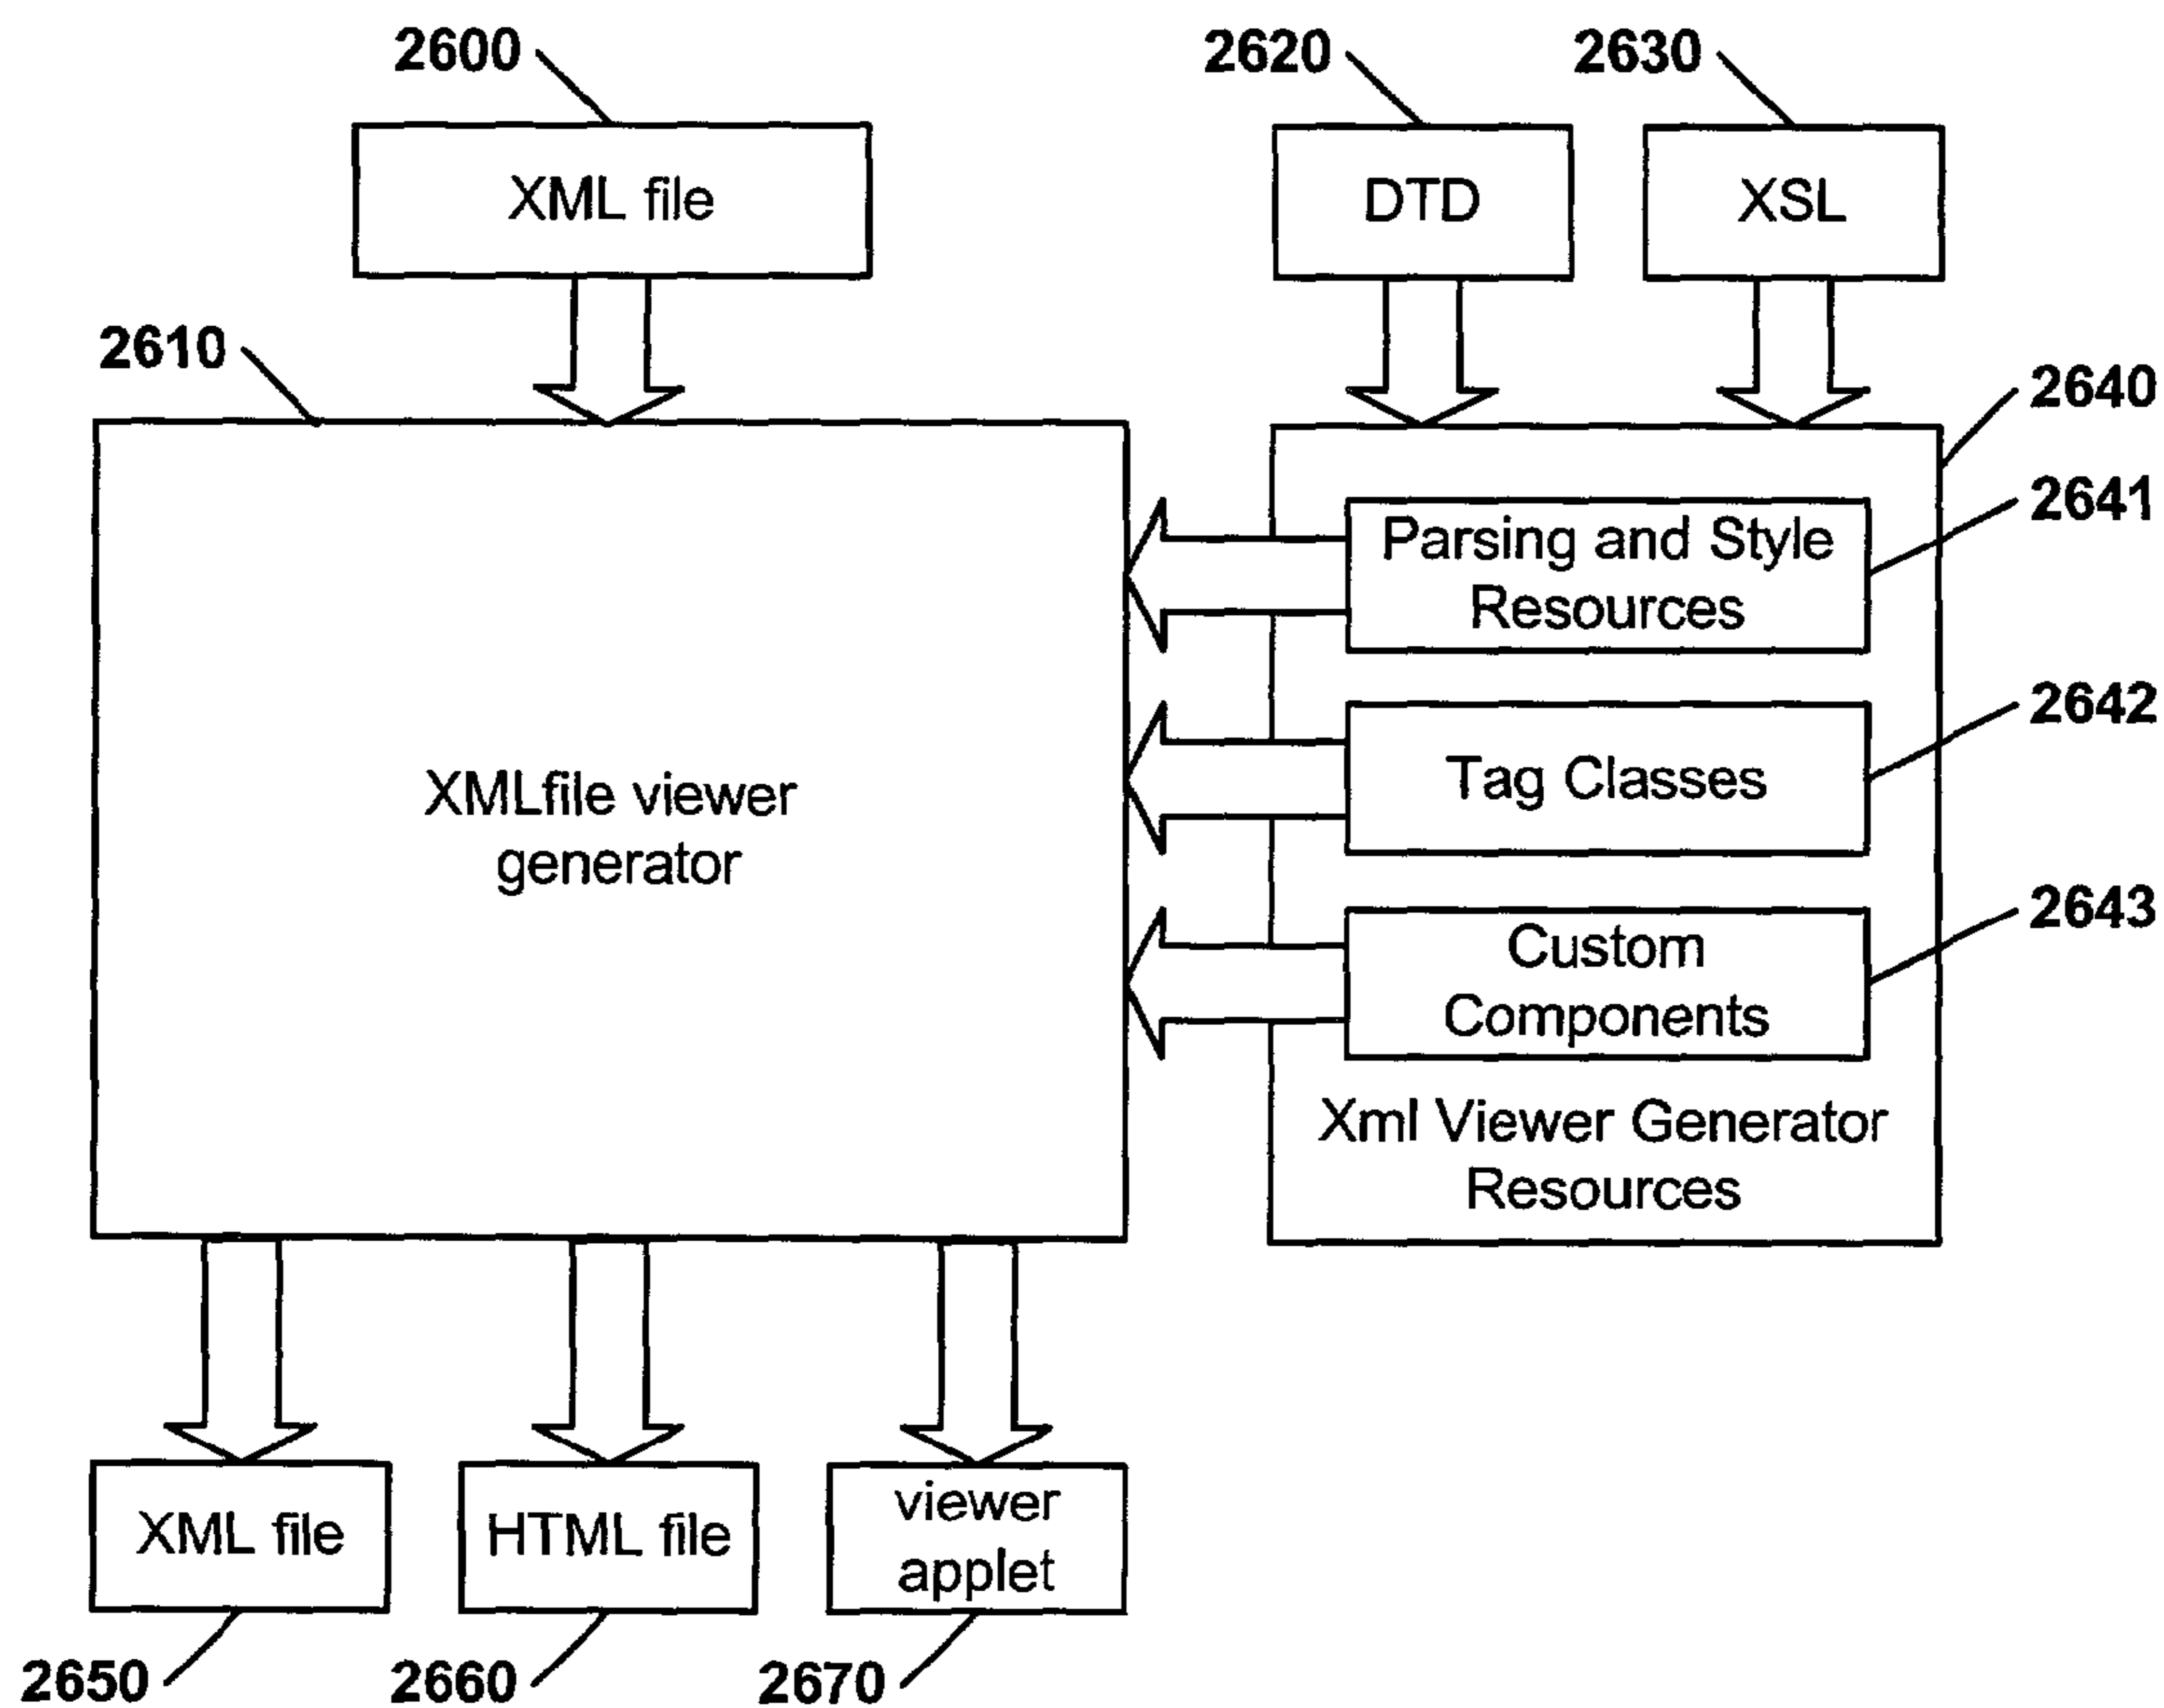 2600
2620
2630
XML file
DTD
XSL
2610
2640
2641
Parsing and Style
Resources
2642
Tag Classes
XMLfile viewer
generator
2643
Custom
Components
Xml Viewer Generator
Resources
XML file
HTML file
viewer
applet
2650
2660
2670